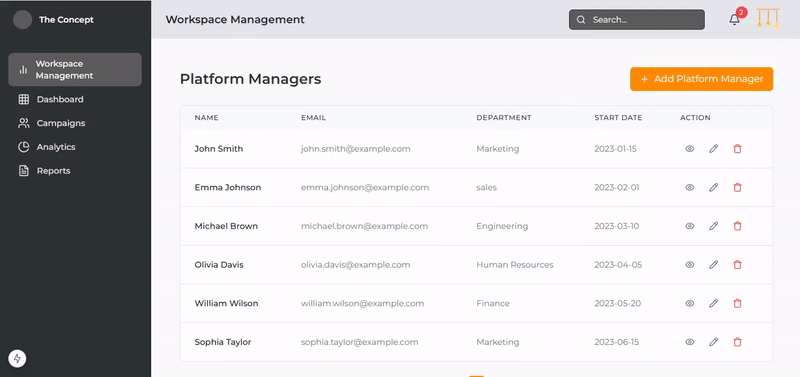 The Concept
Workspace Management
Search...
2
Workspace
Management
Dashboard
Campaigns
Analytics
Reports
Platform Managers
+ Add Platform Manager
NAME EMAIL DEPARTMENT START DATE ACTION
John Smith john.smith@example.com Marketing 2023-01-15
Emma Johnson emma.johnson@example.com sales 2023-02-01
Michael Brown michael.brown@example.com Engineering 2023-03-10
Olivia Davis olivia.davis@example.com Human Resources 2023-04-05
William Wilson william.wilson@example.com Finance 2023-05-20
Sophia Taylor sophia.taylor@example.com Marketing 2023-06-15